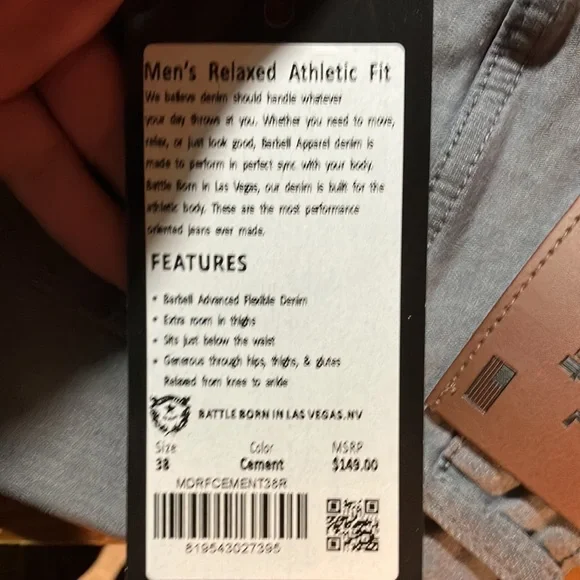 Men's Relaxed Athletic Fit
We believe denim should handle whatever
your day throws at you. Whether you need to move,
relax, or just look good, Barbell Apparel denim is
made to perform in perfect sync with your body.
Battle Born in Las Vegas, our denim is built for the
athletic body. These are the most performance
oriented jeans ever made.
FEATURES
• Barbell Advanced Flexible Denim
• Extra room in thighs
• Sits just below the waist
• Generous through hips, thighs, & glutes
Relaxed from knee to ankle
BATTLE BORN IN LAS VEGAS, NV
Size Color MSRP
38 Cement $149.00
MDRFCEMENT38R
819543027395